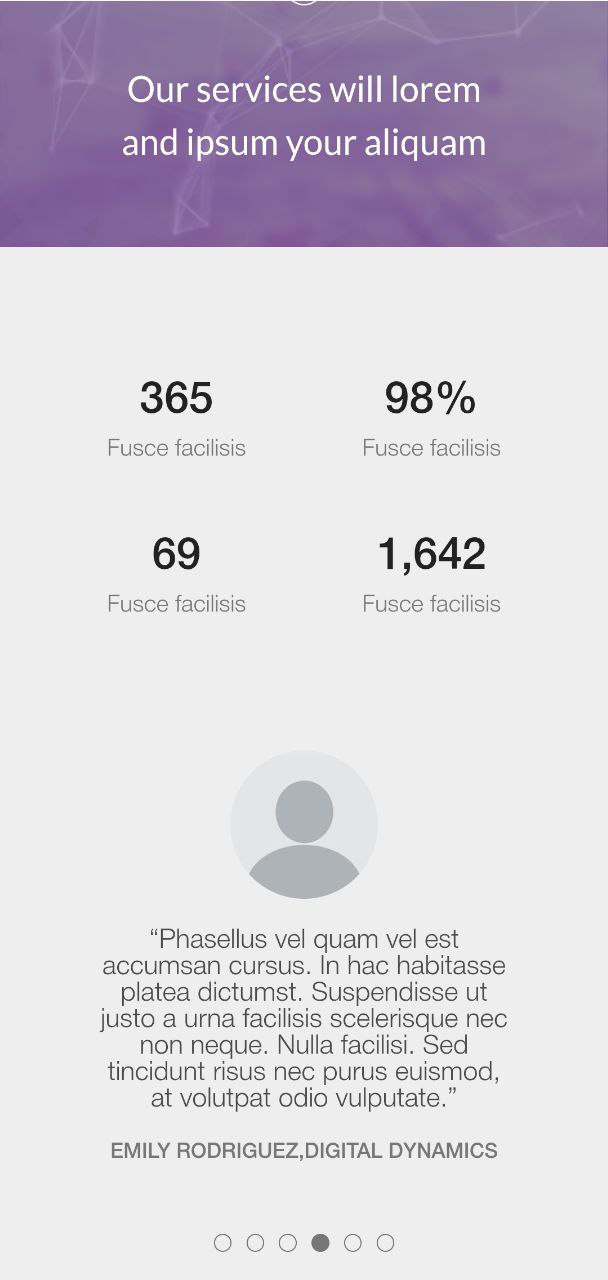 Our services will lorem
and ipsum your aliquam
365
98%
Fusce facilisis
Fusce facilisis
69
1,642
Fusce facilisis
Fusce facilisis
“Phasellus vel quam vel est
accumsan cursus. In hac habitasse
platea dictumst. Suspendisse ut
justo a urna facilisis scelerisque nec
non neque. Nulla facilisi. Sed
tincidunt risus nec purus euismod,
at volutpat odio vulputate.”
EMILY RODRIGUEZ,DIGITAL DYNAMICS